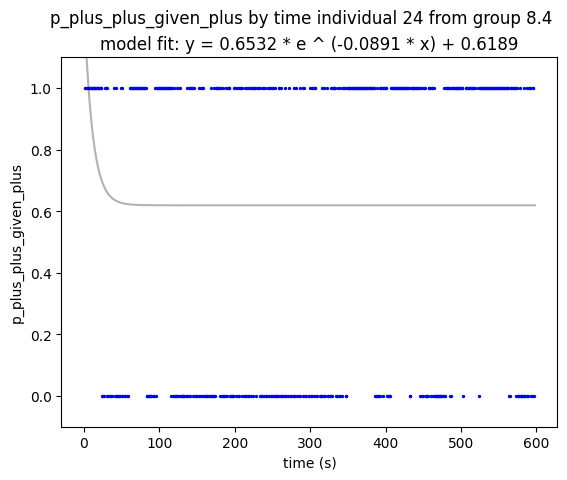 p_plus_plus_given_plus by time individual 24 from group 8.4
model fit: y = 0.6532 * e ^ (-0.0891 * x) + 0.6189
1.0
0.8
0.6
0.4
0.2
0.0
p_plus_plus_given_plus
0 100 200 300 400 500 600
time (s)